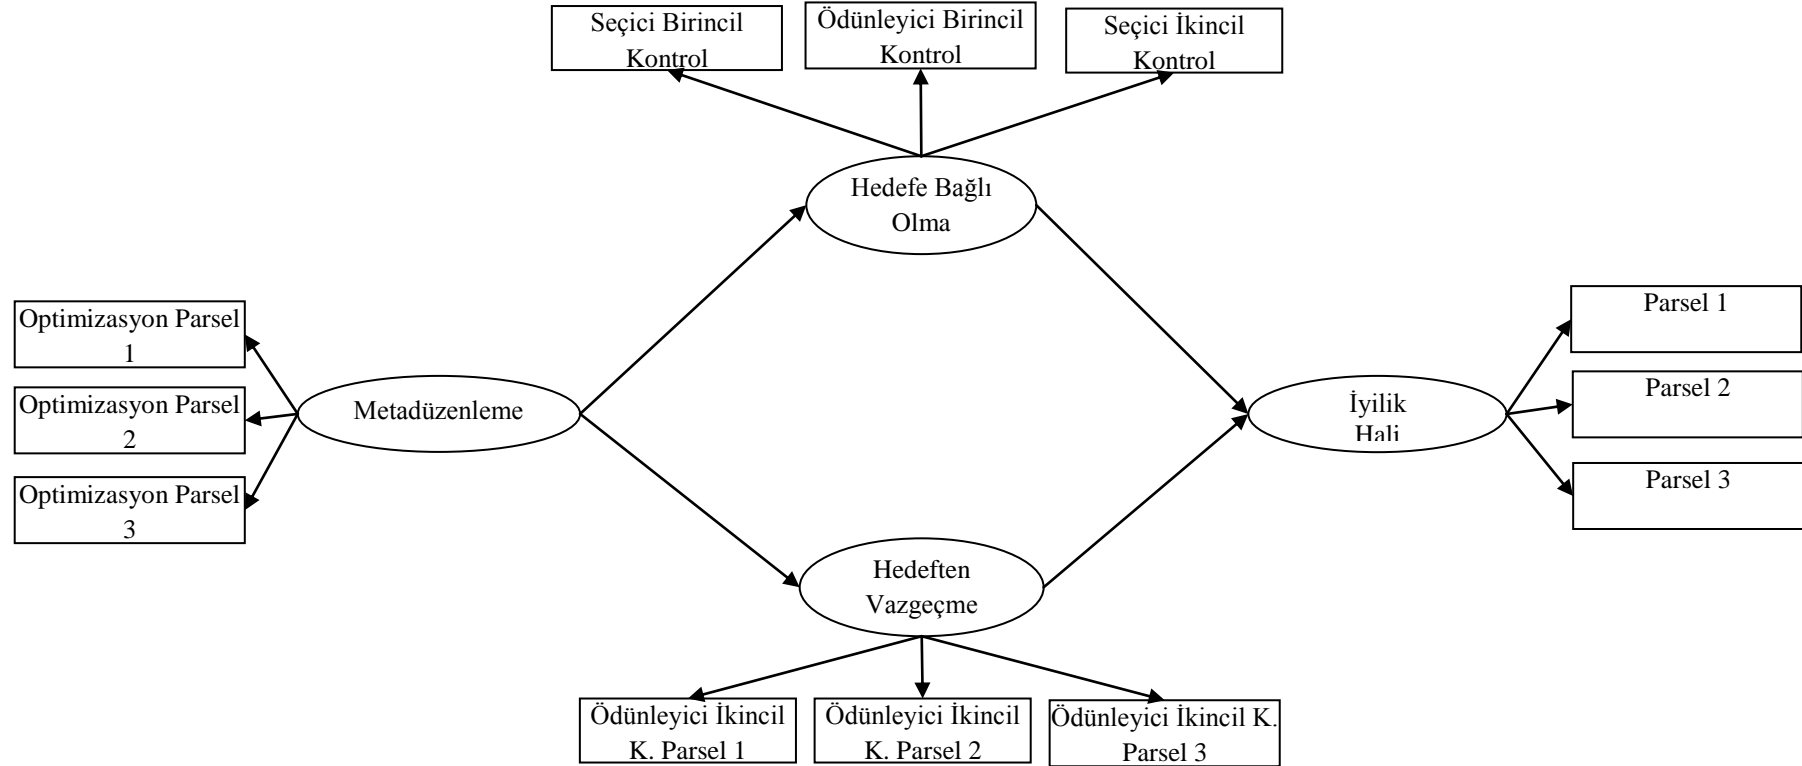 Seçici Birincil
Kontrol
Ödünleyici Birincil
Kontrol
Seçici İkincil
Kontrol
Hedefe Bağlı
Olma
Optimizasyon Parsel
1
Optimizasyon Parsel
2
Optimizasyon Parsel
3
Metadüzenleme
İyilik
Hali
Parsel 1
Parsel 2
Parsel 3
Hedeften
Vazgeçme
Ödünleyici İkincil
K. Parsel 1
Ödünleyici İkincil
K. Parsel 2
Ödünleyici İkincil K.
Parsel 3